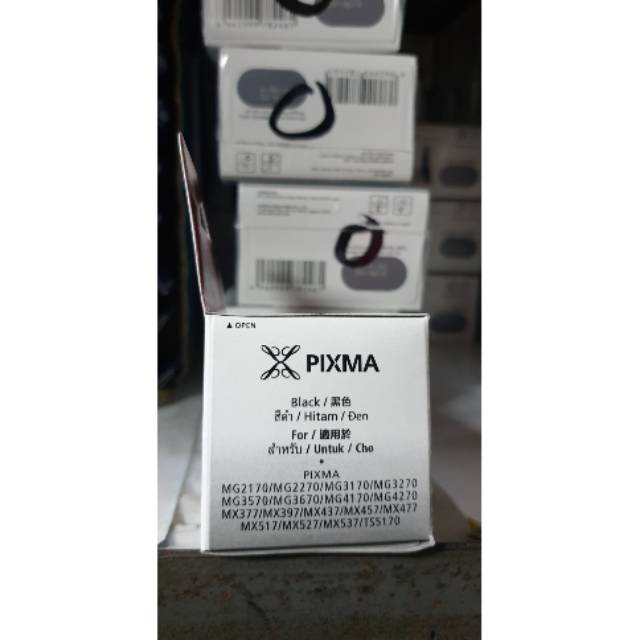 ▲ OPEN
PIXMA
Black / 黑色
สีดำ / Hitam / Đen
For / 適用於
สำหรับ / Untuk / Cho
PIXMA
MG2170/MG2270/MG3170/MG3270
MG3570/MG3670/MG4170/MG4270
MX377/MX397/MX437/MX457/MX477
MX517/MX527/MX537/TS5170